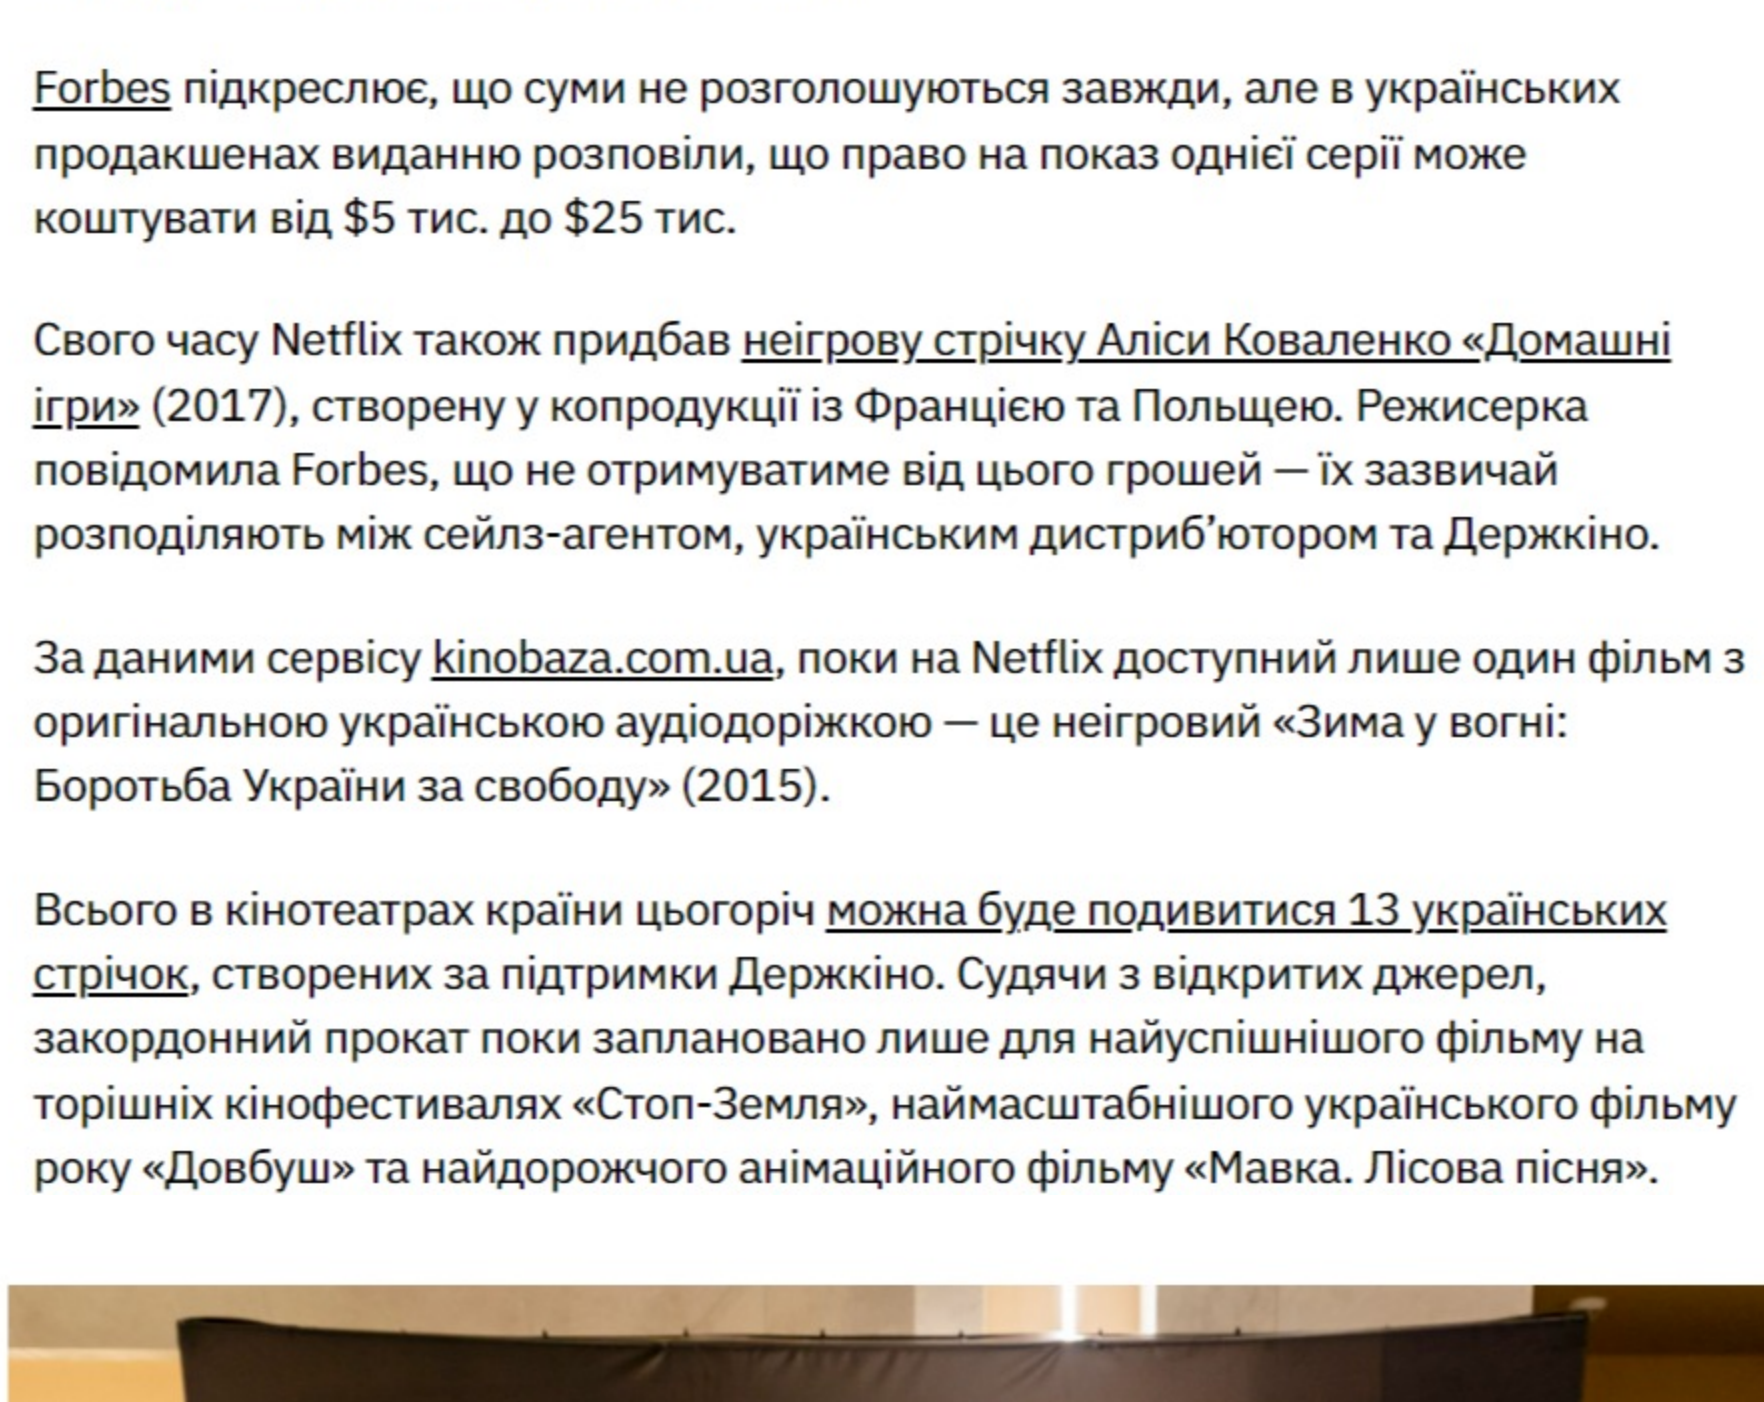 Forbes підкреслює, що суми не розголошуються завжди, але в українських
продакшенах виданню розповіли, що право на показ однієї серії може
коштувати від $5 тис. до $25 тис.
Свого часу Netflix також придбав неігрову стрічку Аліси Коваленко «Домашні
ігри» (2017), створену у копродукції із Францією та Польщею. Режисерка
повідомила Forbes, що не отримуватиме від цього грошей — їх зазвичай
розподіляють між сейлз-агентом, українським дистриб’ютором та Держкіно.
За даними сервісу kinobaza.com.ua, поки на Netflix доступний лише один фільм з
оригінальною українською аудіодоріжкою — це неігровий «Зима у вогні:
Боротьба України за свободу» (2015).
Всього в кінотеатрах країни цьогоріч можна буде подивитися 13 українських
стрічок, створених за підтримки Держкіно. Судячи з відкритих джерел,
закордонний прокат поки заплановано лише для найуспішнішого фільму на
торішніх кінофестивалях «Стоп-Земля», наймасштабнішого українського фільму
року «Довбуш» та найдорожчого анімаційного фільму «Мавка. Лісова пісня».